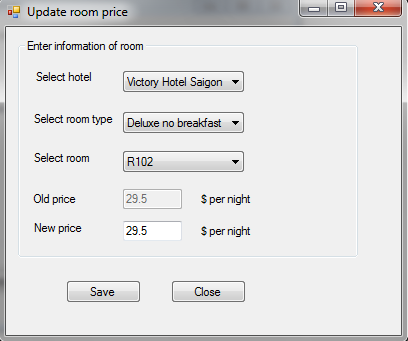 Update room price
Enter information of room
Select hotel Victory Hotel Saigon
Select room type Deluxe no breakfast
Select room R102
Old price 29.5 $ per night
New price 29.5 $ per night
Save Close